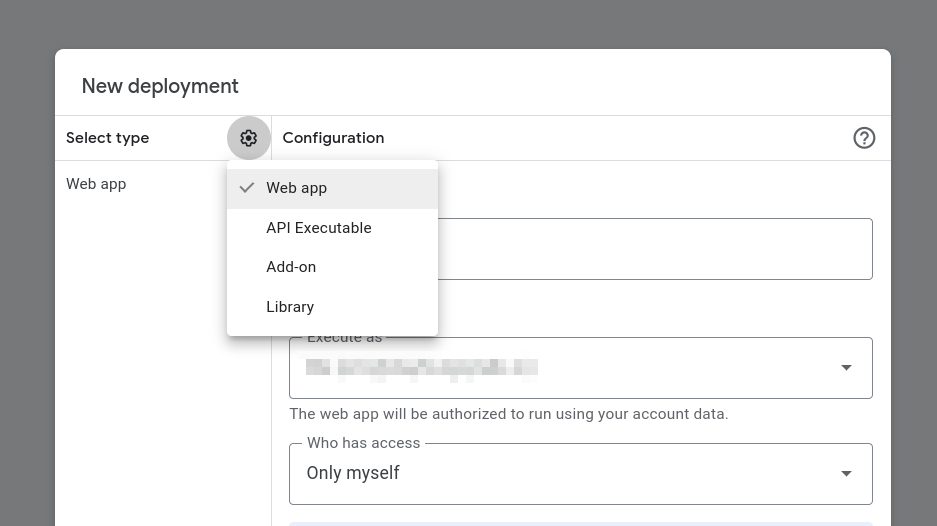 New deployment
Select type
Configuration
Web app
Web app
API Executable
Add-on
Library
Execute as
The web app will be authorized to run using your account data.
Who has access
Only myself